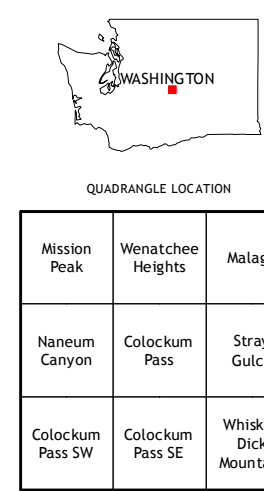 WASHINGTON
QUADRANGLE LOCATION
Mission
Peak
Wenatchee
Heights
Naneum
Canyon
Colockum
Pass
Colockum
Pass SW
Colockum
Pass SE